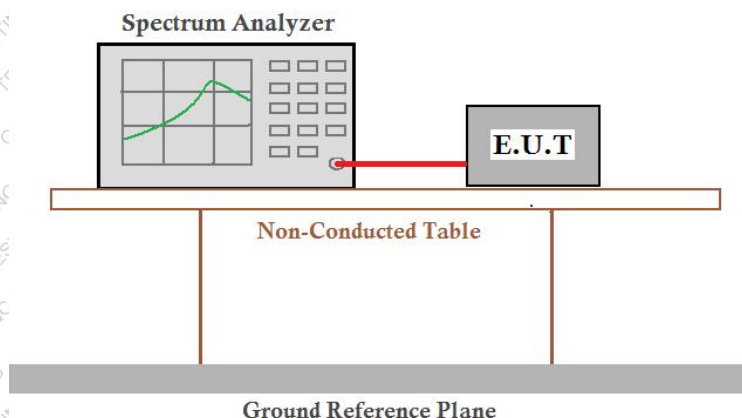 Spectrum Analyzer
E.U.T
Non-Conducted Table
Ground Reference Plane